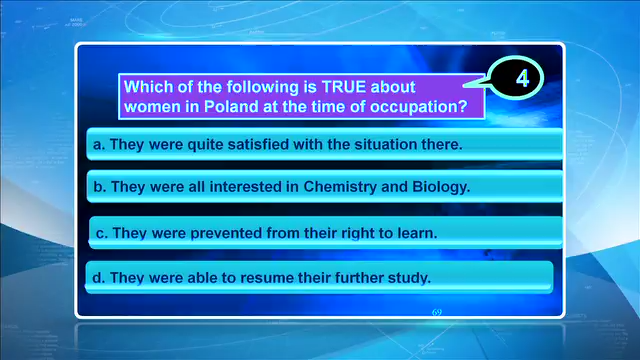 4
Which of the following is TRUE about
women in Poland at the time of occupation?
a. They were quite satisfied with the situation there.
b. They were all interested in Chemistry and Biology.
c. They were prevented from their right to learn.
d. They were able to resume their further study.
69